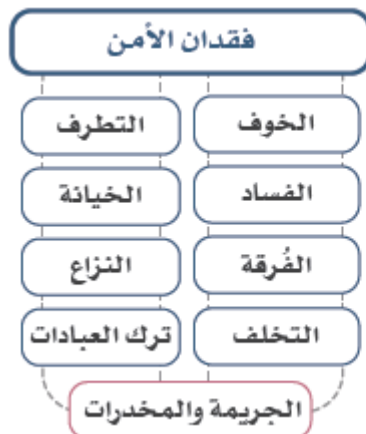 فقدان الأمن
الخوف
التطرف
الفساد
الخيانة
الفُرقة
النزاع
التخلف
ترك العبادات
الجريمة والمخدرات